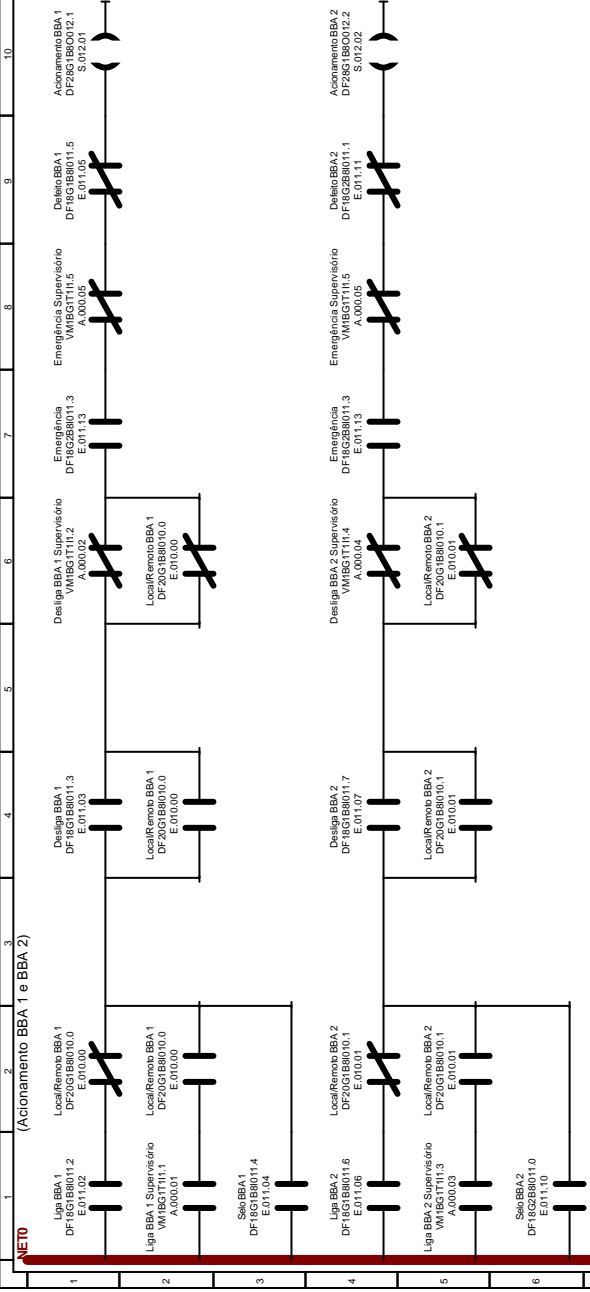 NET0
(Acionamento BBA 1 e BBA 2)
1
2
3
4
5
6
7
8
9
10
1
Liga BBA 1
DF18G1B8I011.2
E.011.02
Local/Remoto BBA 1
DF20G1B8I010.0
E.010.00
Desliga BBA 1
DF18G1B8I011.3
E.011.03
Desliga BBA 1 Supervisório
VM1BG1T1I1.2
A.000.02
Emergência
DF18G2B8I011.3
E.011.13
Emergência Supervisório
VM1BG1T1I1.5
A.000.05
Defeito BBA 1
DF18G1B8I011.5
E.011.05
Acionamento BBA 1
DF28G1B8O012.1
S.012.01
2
Liga BBA 1 Supervisório
VM1BG1T1I1.1
A.000.01
Local/Remoto BBA 1
DF20G1B8I010.0
E.010.00
Local/Remoto BBA 1
DF20G1B8I010.0
E.010.00
Local/Remoto BBA 1
DF20G1B8I010.0
E.010.00
3
Selo BBA 1
DF18G1B8I011.4
E.011.04
4
Liga BBA 2
DF18G1B8I011.6
E.011.06
Local/Remoto BBA 2
DF20G1B8I010.1
E.010.01
Desliga BBA 2
DF18G1B8I011.7
E.011.07
Desliga BBA 2 Supervisório
VM1BG1T1I1.4
A.000.04
Emergência
DF18G2B8I011.3
E.011.13
Emergência Supervisório
VM1BG1T1I1.5
A.000.05
Defeito BBA 2
DF18G2B8I011.1
E.011.11
Acionamento BBA 2
DF28G1B8O012.2
S.012.02
5
Liga BBA 2 Supervisório
VM1BG1T1I1.3
A.000.03
Local/Remoto BBA 2
DF20G1B8I010.1
E.010.01
Local/Remoto BBA 2
DF20G1B8I010.1
E.010.01
Local/Remoto BBA 2
DF20G1B8I010.1
E.010.01
6
Selo BBA 2
DF18G2B8I011.0
E.011.10